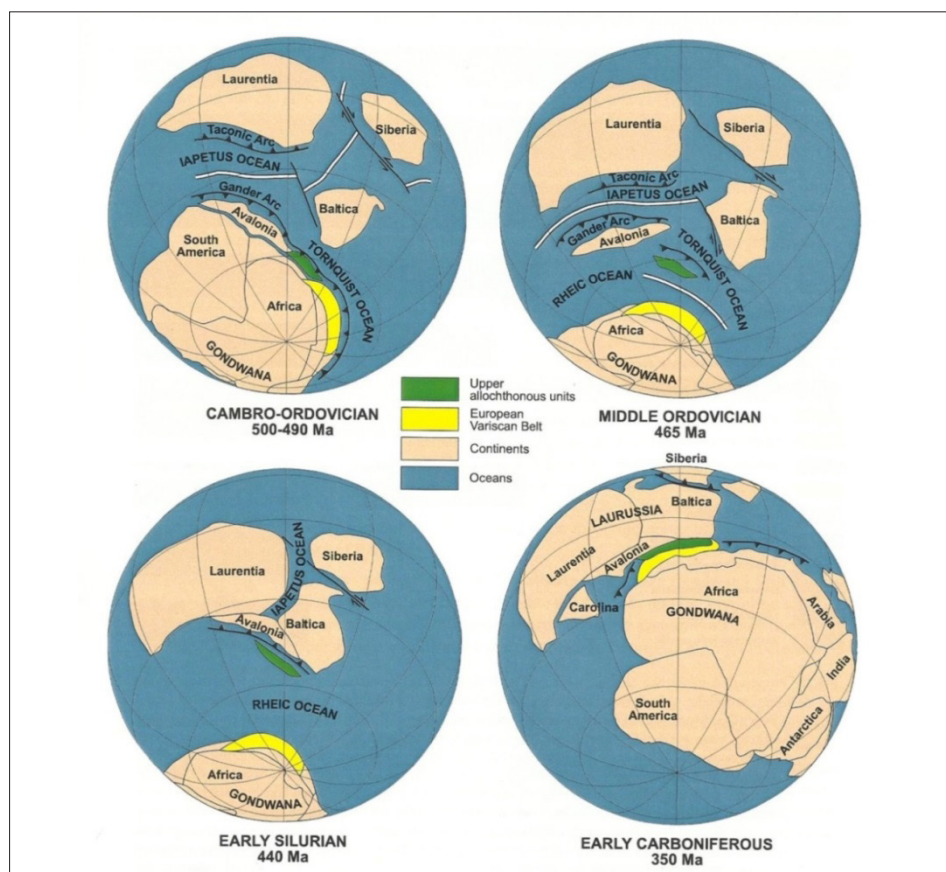 Laurentia
Siberia
Taconic Arc
IAPETUS OCEAN
Gander Arc
Baltica
Avalonia
South
America
TORNQUIST OCEAN
Africa
GONDWANA
CAMBRO-ORDOVICIAN
500-490 Ma
Laurentia
Siberia
Taconic Arc
IAPETUS OCEAN
Baltica
Gander Arc
Avalonia
TORNQUIST OCEAN
RHEIC OCEAN
Africa
GONDWANA
MIDDLE ORDOVICIAN
465 Ma
Upper
allochthonous units
European
Variscan Belt
Continents
Oceans
Laurentia
IAPETUS OCEAN
Siberia
Avalonia
Baltica
RHEIC OCEAN
Africa
GONDWANA
EARLY SILURIAN
440 Ma
Siberia
Baltica
LAURUSSIA
Laurentia
Avalonia
Carolina
Africa
GONDWANA
Arabia
India
South
America
Antarctica
EARLY CARBONIFEROUS
350 Ma